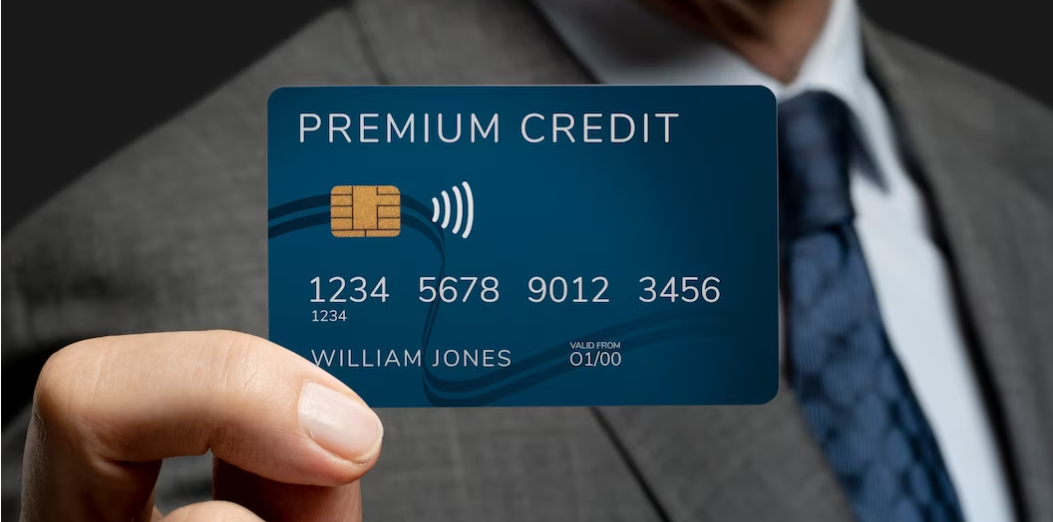 PREMIUM CREDIT
1234 5678 9012 3456
1234
WILLIAM JONES
VALID FROM
01/00